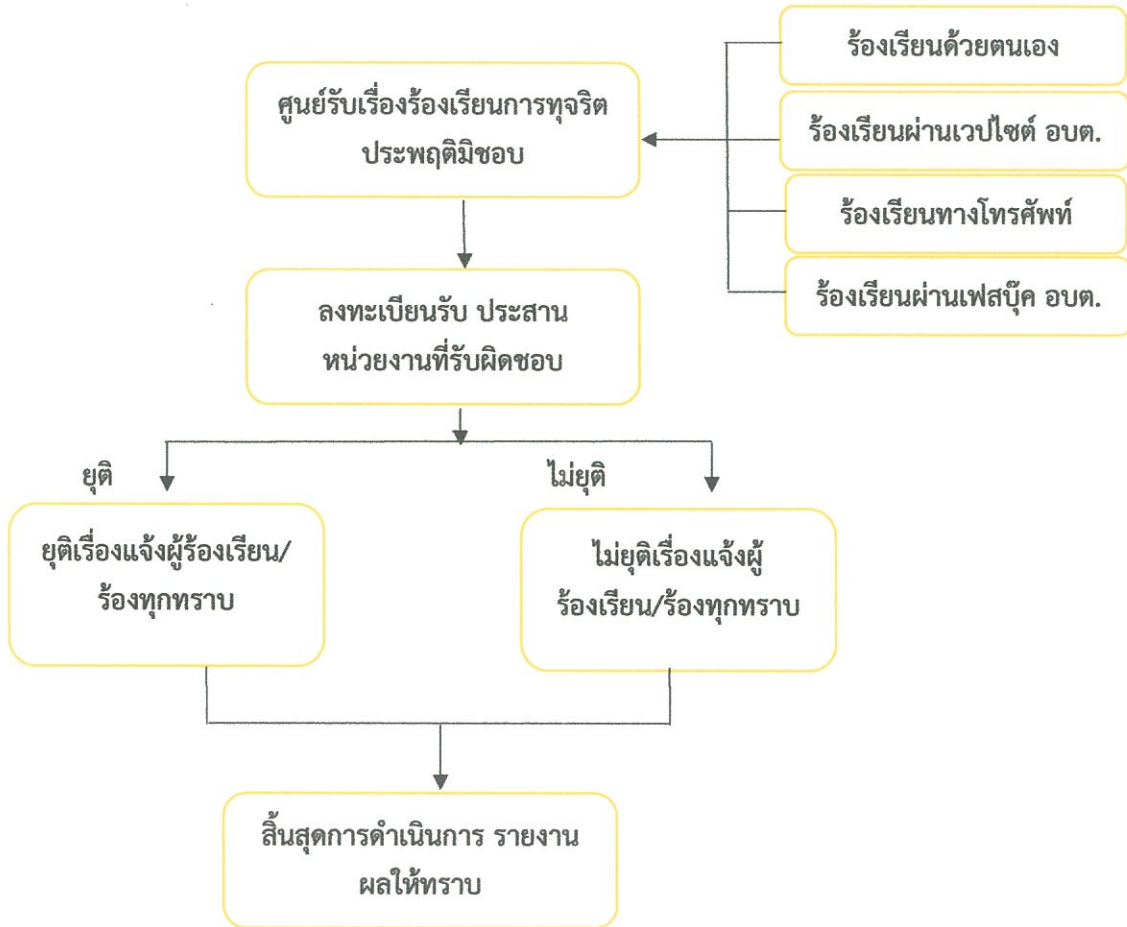 ร้องเรียนด้วยตนเอง
ศูนย์รับเรื่องร้องเรียนการทุจริต
ประพฤติมิชอบ
ร้องเรียนผ่านเวปไซต์ อบต.
ร้องเรียนทางโทรศัพท์
ร้องเรียนผ่านเฟสบุ๊ค อบต.
ลงทะเบียนรับ ประสาน
หน่วยงานที่รับผิดชอบ
ยุติ
ไม่ยุติ
ยุติเรื่องแจ้งผู้ร้องเรียน/
ร้องทุกทราบ
ไม่ยุติเรื่องแจ้งผู้
ร้องเรียน/ร้องทุกทราบ
สิ้นสุดการดำเนินการ รายงาน
ผลให้ทราบ